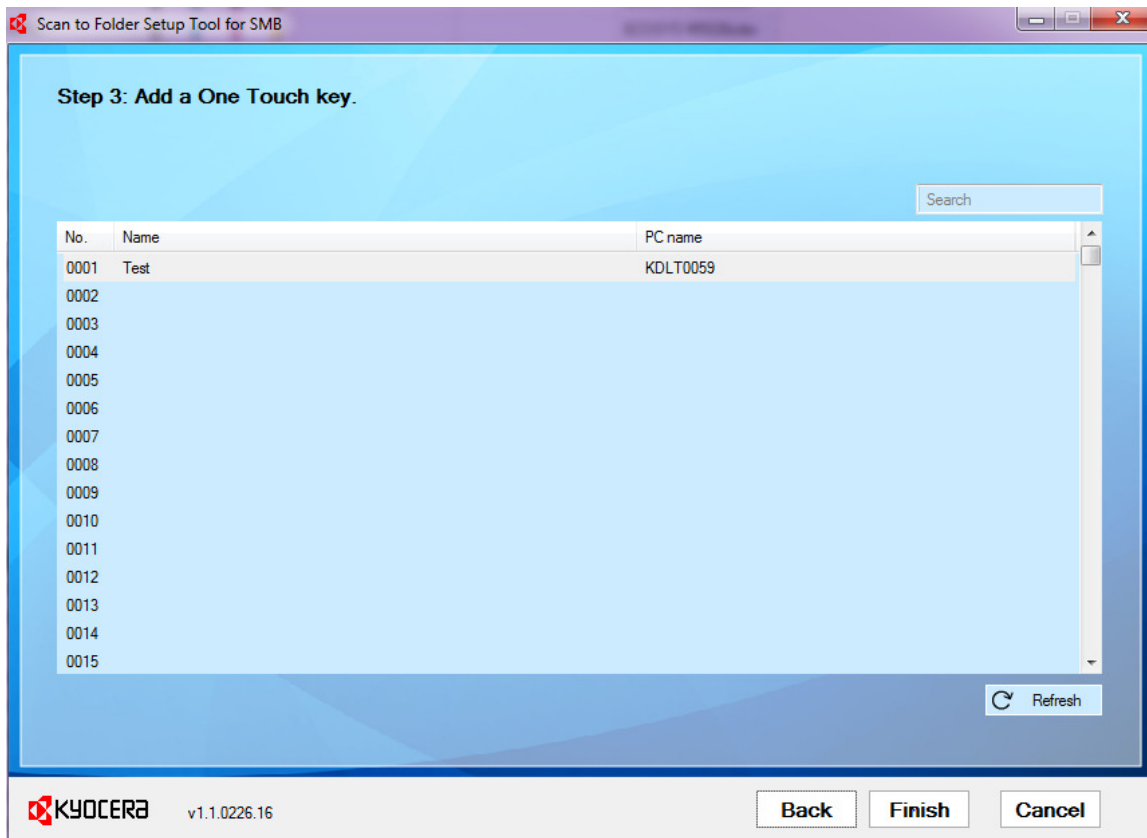 Scan to Folder Setup Tool for SMB
Step 3: Add a One Touch key.
Search
No. Name PC name
0001 Test KDLT0059
0002
0003
0004
0005
0006
0007
0008
0009
0010
0011
0012
0013
0014
0015
Refresh
KYOCERA v1.1.0226.16 Back Finish Cancel